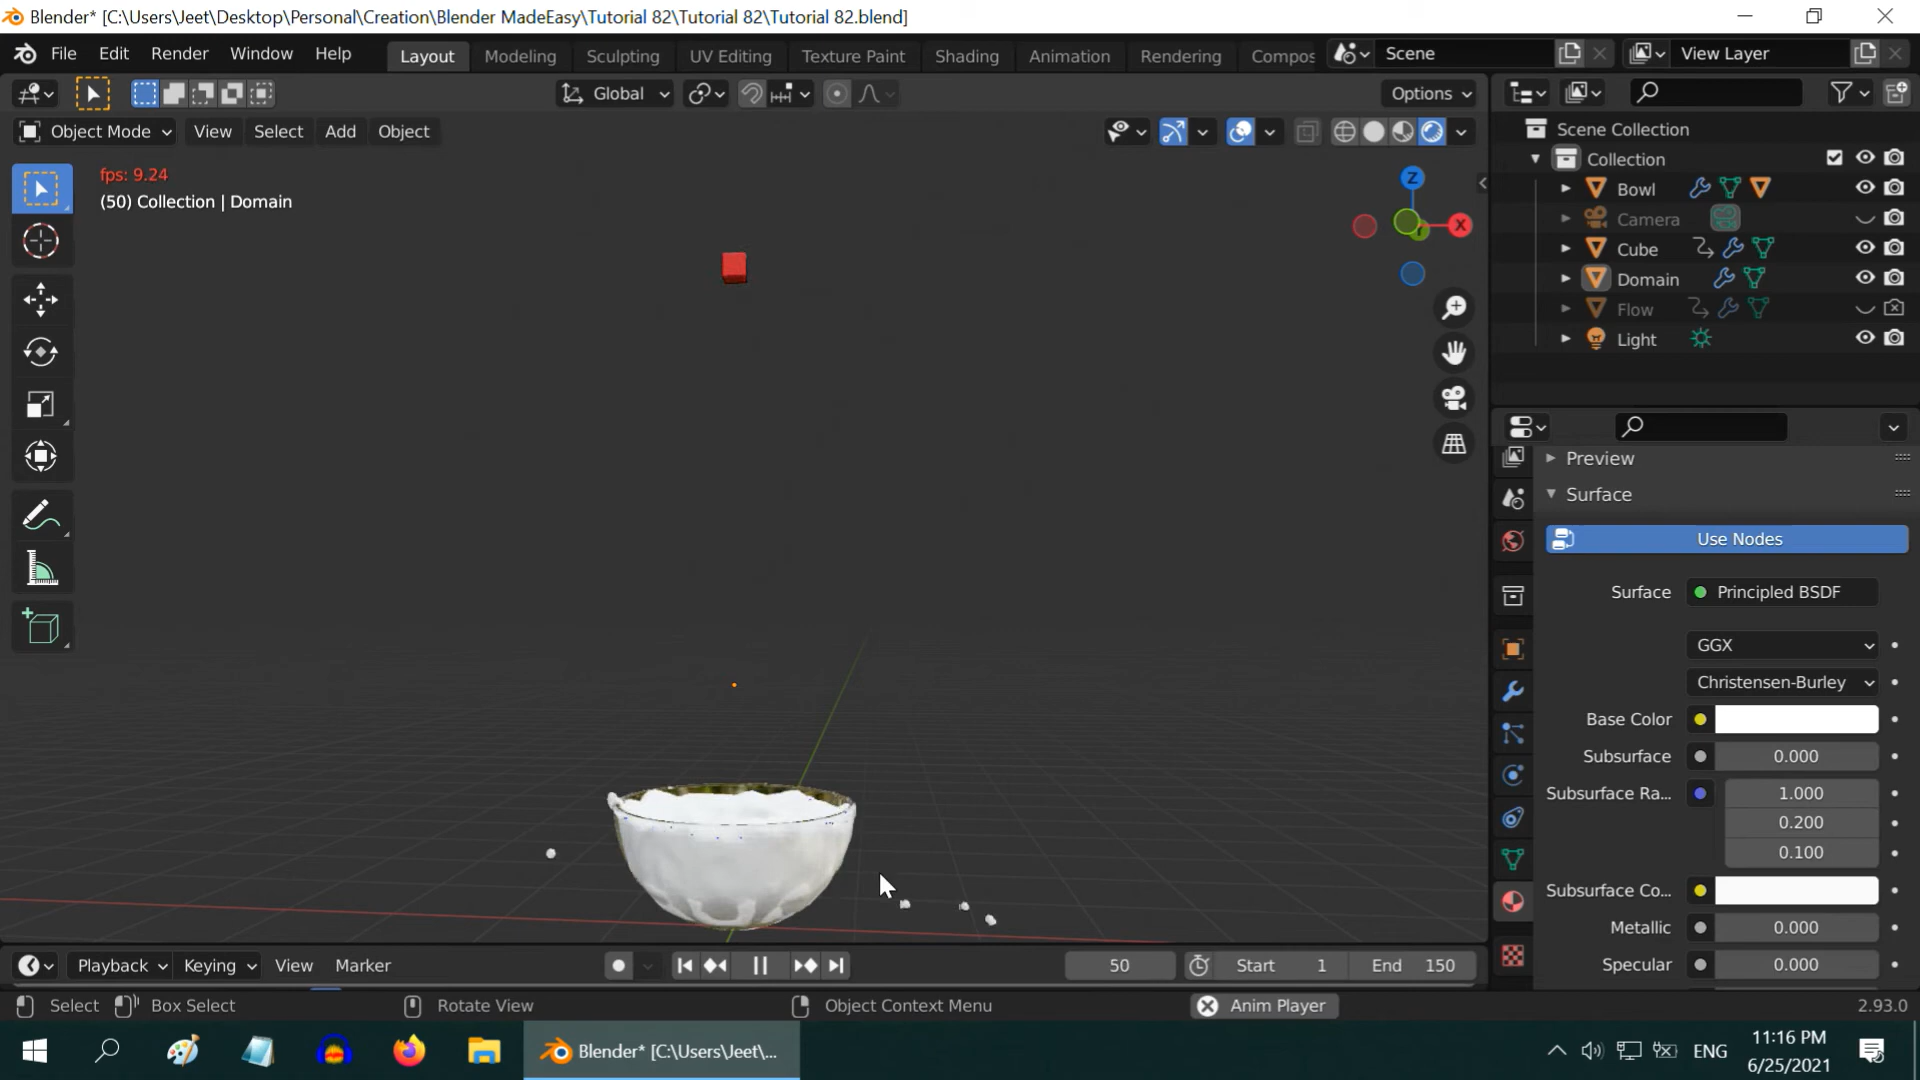 Blender* [C:\Users\Jeet\Desktop\Personal\Creation\Blender MadeEasy\Tutorial 82\Tutorial 82\Tutorial 82.blend]
File Edit Render Window Help Layout Modeling Sculpting UV Editing Texture Paint Shading Animation Rendering Compos Scene View Layer
Global Options
Object Mode View Select Add Object
fps: 9.24
(50) Collection | Domain
Z
X
Scene Collection
Collection
Bowl
Camera
Cube
Domain
Flow
Light
Preview
Surface
Use Nodes
Surface Principled BSDF
GGX
Christensen-Burley
Base Color
Subsurface 0.000
Subsurface Ra... 1.000
0.200
0.100
Subsurface Co...
Metallic 0.000
Specular 0.000
Playback Keying View Marker 50 Start 1 End 150
Select Box Select Rotate View Object Context Menu Anim Player 2.93.0
Blender* [C:\Users\Jeet\... ENG 11:16 PM
6/25/2021